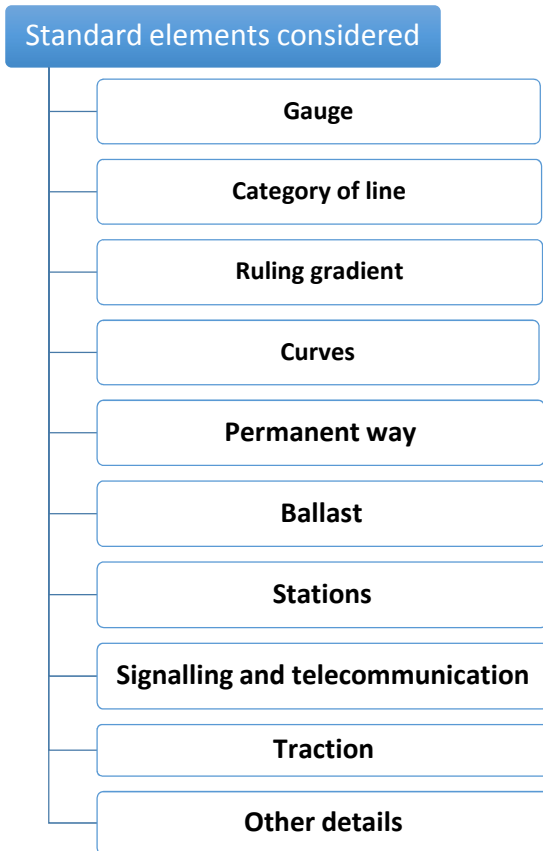 Standard elements considered
Gauge
Category of line
Ruling gradient
Curves
Permanent way
Ballast
Stations
Signalling and telecommunication
Traction
Other details